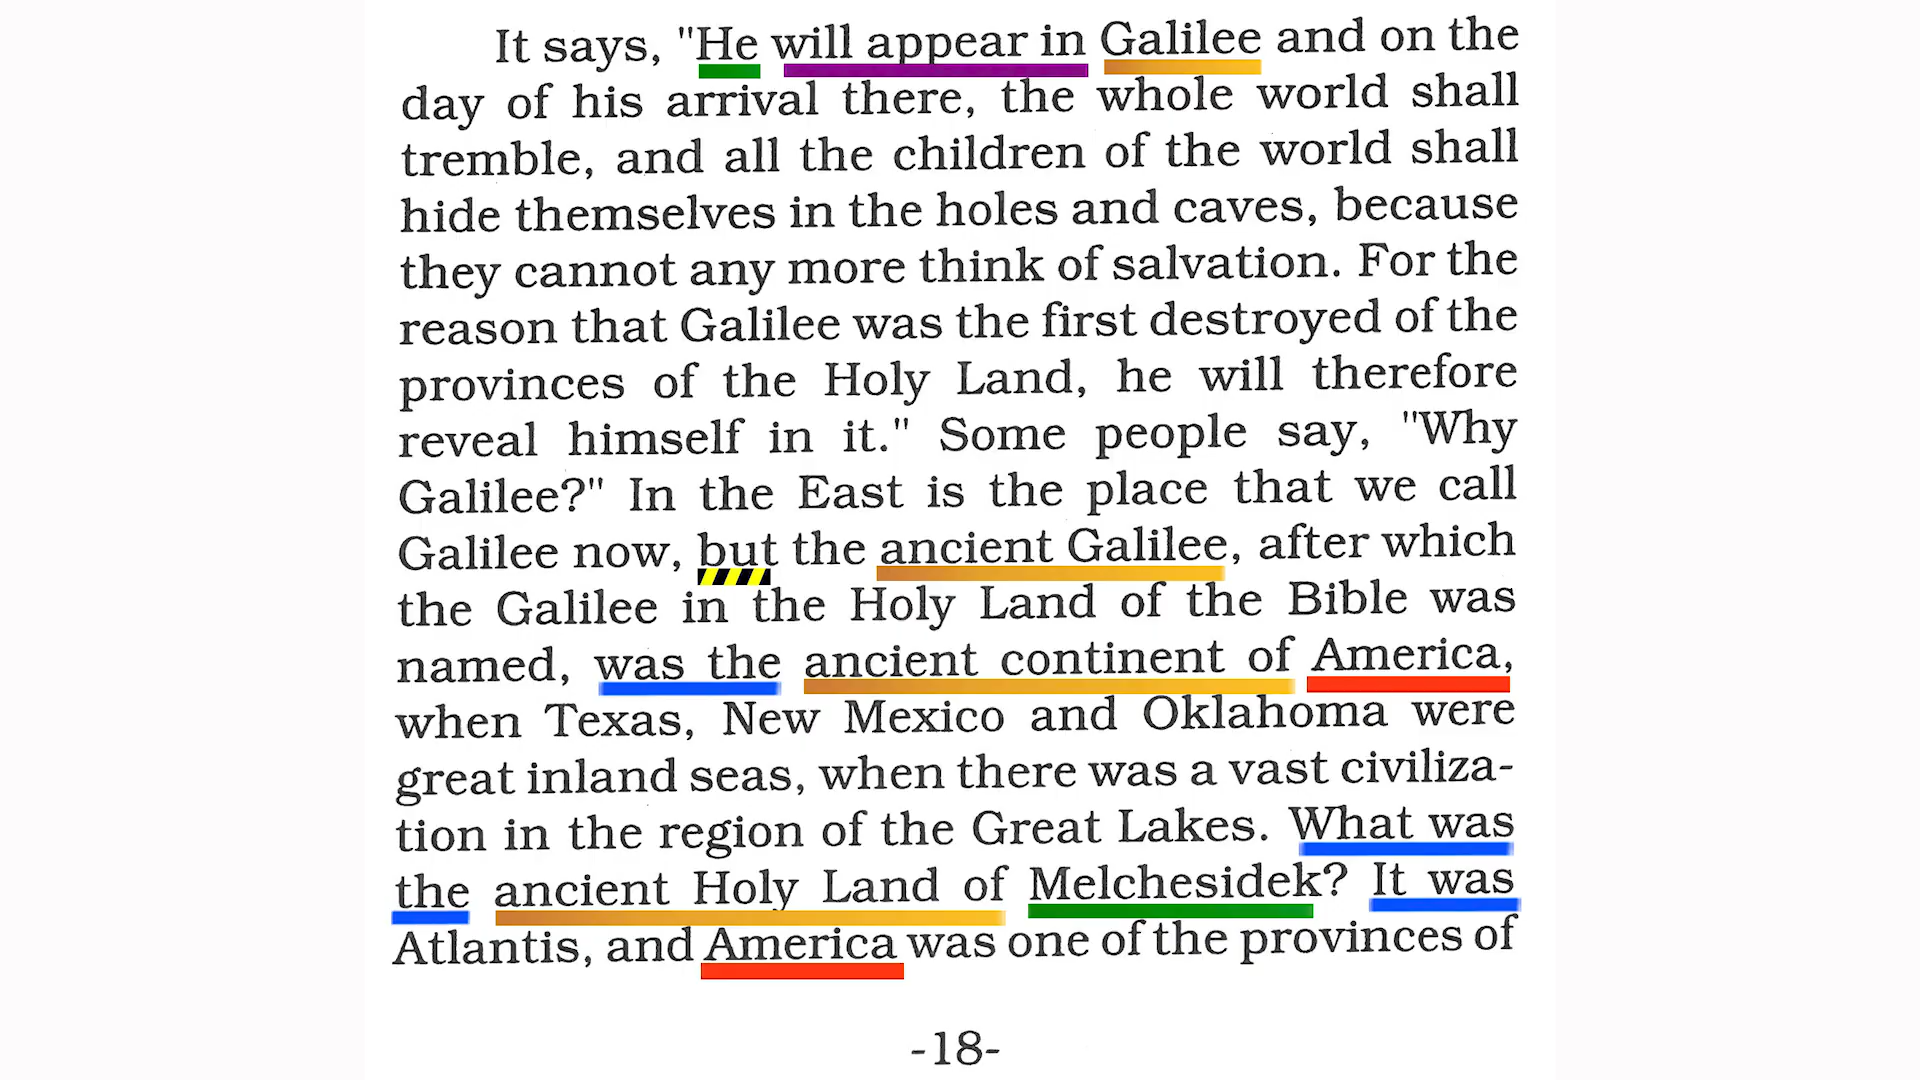 It says, "He will appear in Galilee and on the
day of his arrival there, the whole world shall
tremble, and all the children of the world shall
hide themselves in the holes and caves, because
they cannot any more think of salvation. For the
reason that Galilee was the first destroyed of the
provinces of the Holy Land, he will therefore
reveal himself in it." Some people say, "Why
Galilee?" In the East is the place that we call
Galilee now, but the ancient Galilee, after which
the Galilee in the Holy Land of the Bible was
named, was the ancient continent of America,
when Texas, New Mexico and Oklahoma were
great inland seas, when there was a vast civiliza-
tion in the region of the Great Lakes. What was
the ancient Holy Land of Melchesidek? It was
Atlantis, and America was one of the provinces of
-18-